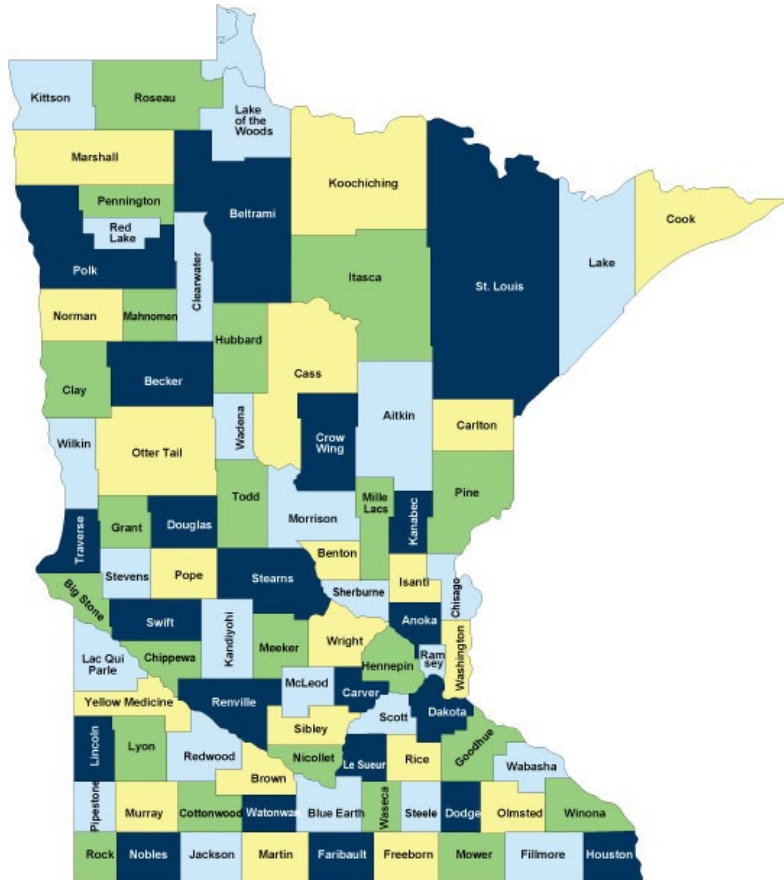 Kittson
Roseau
Lake
of the
Woods
Marshall
Koochiching
Pennington
Beltrami
Red
Lake
Cook
Polk
Clearwater
Itasca
Lake
St. Louis
Norman
Mahnomen
Hubbard
Cass
Becker
Clay
Aitkin
Wadena
Carlton
Wilkin
Crow
Wing
Otter Tail
Pine
Todd
Mille
Lacs
Kanabec
Morrison
Grant
Douglas
Traverse
Benton
Stevens
Pope
Stearns
Isanti
Chisago
Sherburne
Big Stone
Swift
Kandiyohi
Anoka
Wright
Meeker
Washington
Lac Qui
Parle
Chippewa
Hennepin
Ram
sey
McLeod
Carver
Yellow Medicine
Renville
Dakota
Scott
Sibley
Lincoln
Lyon
Redwood
Nicollet
Le Sueur
Rice
Goodhue
Wabasha
Brown
Pipestone
Murray
Cottonwood
Watonwan
Blue Earth
Waseca
Steele
Dodge
Olmsted
Winona
Rock
Nobles
Jackson
Martin
Faribault
Freeborn
Mower
Fillmore
Houston